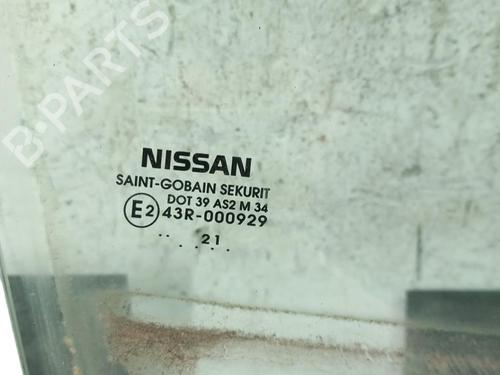 B-PARTS
NISSAN
SAINT-GOBAIN SEKURIT
DOT 39 AS2 M 34
E2 43R-000929
.. 21
. . . . .